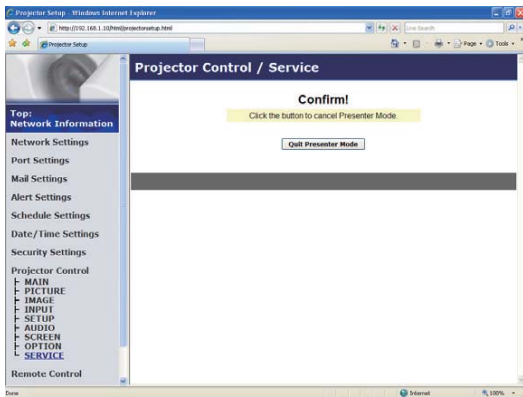 Projector Setup - Windows Internet Explorer
http://192.168.1.10/html/projectorsetup.html
Live Search
Projector Setup
Page
Tools
Projector Control / Service
Confirm!
Click the button to cancel Presenter Mode.
Quit Presenter Mode
Top:
Network Information
Network Settings
Port Settings
Mail Settings
Alert Settings
Schedule Settings
Date/Time Settings
Security Settings
Projector Control
MAIN
PICTURE
IMAGE
INPUT
SETUP
AUDIO
SCREEN
OPTION
SERVICE
Remote Control
Done
Internet
100%